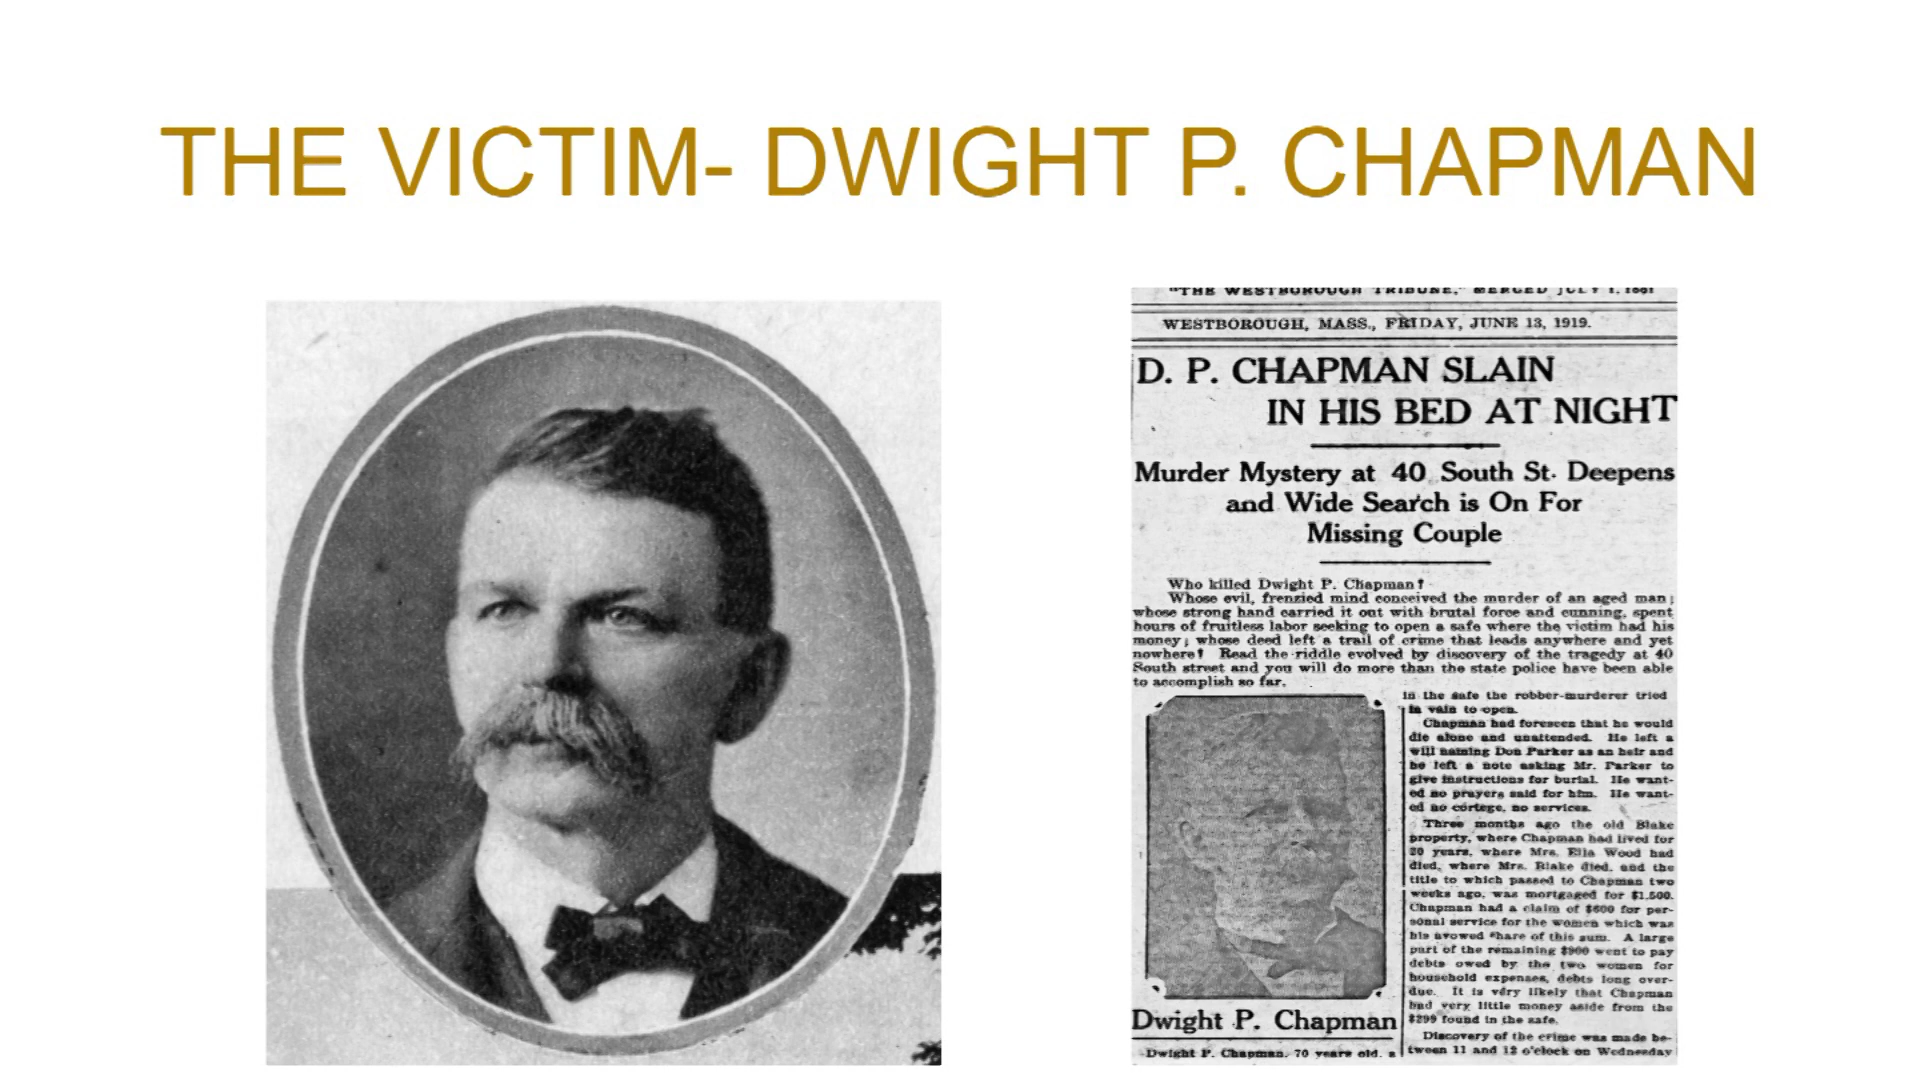 THE VICTIM- DWIGHT P. CHAPMAN
"THE WESTBOROUGH TRIBUNE," MERGED JULY 1, 1891
WESTBOROUGH, MASS., FRIDAY, JUNE 13, 1919.
D. P. CHAPMAN SLAIN
IN HIS BED AT NIGHT
Murder Mystery at 40 South St. Deepens
and Wide Search is On For
Missing Couple
Who killed Dwight P. Chapman?
Whose evil, frenzied mind conceived the murder of an aged man;
whose strong hand carried it out with brutal force and cunning, spent
hours of fruitless labor seeking to open a safe where the victim had his
money; whose deed left a trail of crime that leads anywhere and yet
nowhere? Read the riddle evolved by discovery of the tragedy at 40
South street and you will do more than the state police have been able
to accomplish so far.
Dwight P. Chapman
Dwight P. Chapman, 70 years old, a
in the safe the robber-murderer tried
in vain to open.
Chapman had foreseen that he would
die alone and unattended. He left a
will naming Don Parker as an heir and
he left a note asking Mr. Parker to
give instructions for burial. He want-
ed no prayers said for him. He want-
ed no cortege, no services.
Three months ago the old Blake
property, where Chapman had lived for
20 years, where Mrs. Ella Wood had
died, where Mrs. Blake died, and the
title to which passed to Chapman two
weeks ago, was mortgaged for $1,500.
Chapman had a claim of $600 for per-
sonal service for the women which was
his avowed share of this sum. A large
part of the remaining $900 went to pay
debts owed by the two women for
household expenses, debts long over-
due. It is very likely that Chapman
had very little money aside from the
$299 found in the safe.
Discovery of the crime was made be-
tween 11 and 12 o'clock on Wednesday